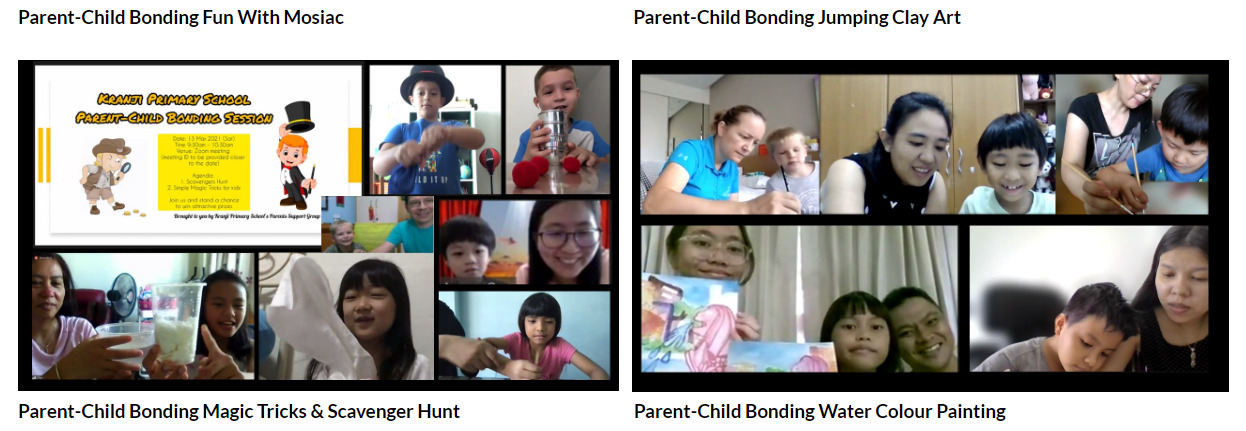 Parent-Child Bonding Fun With Mosiac
Parent-Child Bonding Jumping Clay Art
Kranji Primary School
Parent-Child Bonding Session
Date: 15 May 2021 (Sat)
Time: 9.30am - 10.30am
Venue: Zoom meeting
(meeting ID to be provided closer
to the date)
Agenda:
1. Scavengers Hunt
2. Simple Magic Tricks for kids
Join us and stand a chance
to win attractive prizes
Brought to you by Kranji Primary School's Parents Support Group
Parent-Child Bonding Magic Tricks & Scavenger Hunt
Parent-Child Bonding Water Colour Painting